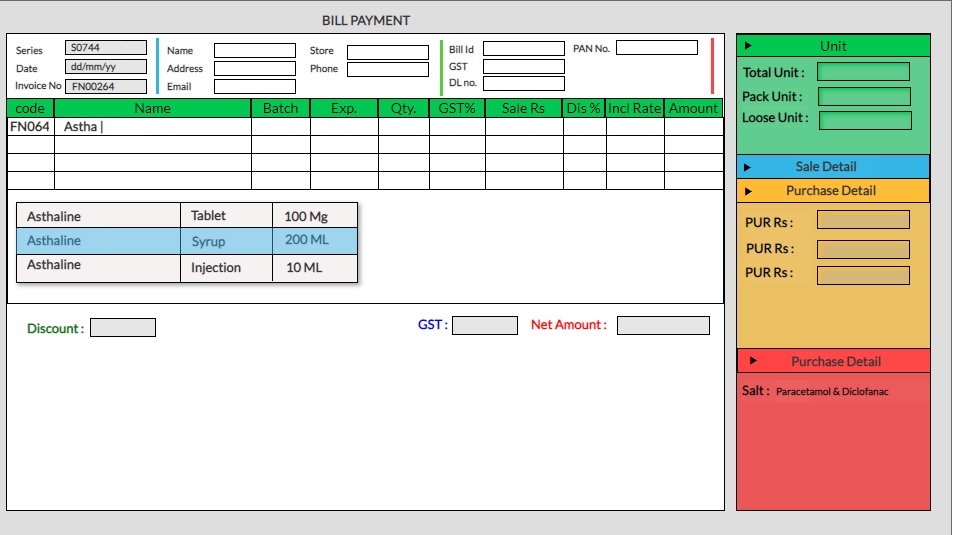 BILL PAYMENT
Series S0744 Name Store Bill Id PAN No.
Date dd/mm/yy Address Phone GST
Invoice No FN00264 Email DL no.
code Name Batch Exp. Qty. GST% Sale Rs Dis % Incl Rate Amount
FN064 Astha |
Asthaline Tablet 100 Mg
Asthaline Syrup 200 ML
Asthaline Injection 10 ML
Discount : GST : Net Amount :
Unit
Total Unit :
Pack Unit :
Loose Unit :
Sale Detail
Purchase Detail
PUR Rs :
PUR Rs :
PUR Rs :
Purchase Detail
Salt : Paracetamol & Diclofanac